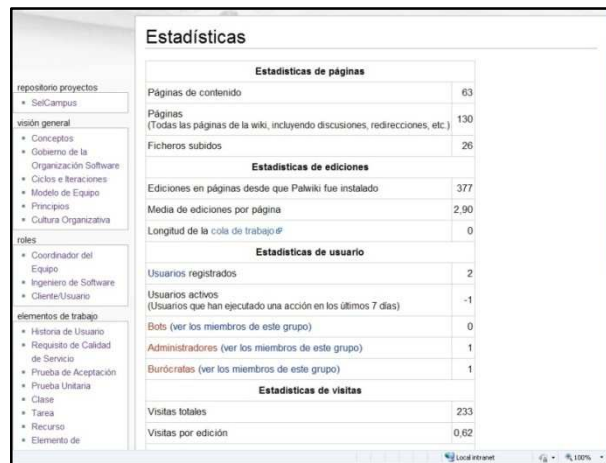 Estadísticas
repositorio proyectos
SelCampus
visión general
Conceptos
Gobierno de la
Organización Software
Ciclos e Iteraciones
Modelo de Equipo
Principios
Cultura Organizativa
roles
Coordinador del
Equipo
Ingeniero de Software
Cliente/Usuario
elementos de trabajo
Historia de Usuario
Requisito de Calidad
de Servicio
Prueba de Aceptación
Prueba Unitaria
Clase
Tarea
Recurso
Elemento de
Estadísticas de páginas
Páginas de contenido 63
Páginas
(Todas las páginas de la wiki, incluyendo discusiones, redirecciones, etc.) 130
Ficheros subidos 26
Estadísticas de ediciones
Ediciones en páginas desde que Palwiki fue instalado 377
Media de ediciones por página 2,90
Longitud de la cola de trabajo 0
Estadísticas de usuario
Usuarios registrados 2
Usuarios activos
(Usuarios que han ejecutado una acción en los últimos 7 días) -1
Bots (ver los miembros de este grupo) 0
Administradores (ver los miembros de este grupo) 1
Burócratas (ver los miembros de este grupo) 1
Estadísticas de visitas
Visitas totales 233
Visitas por edición 0,62
Local intranet 100%